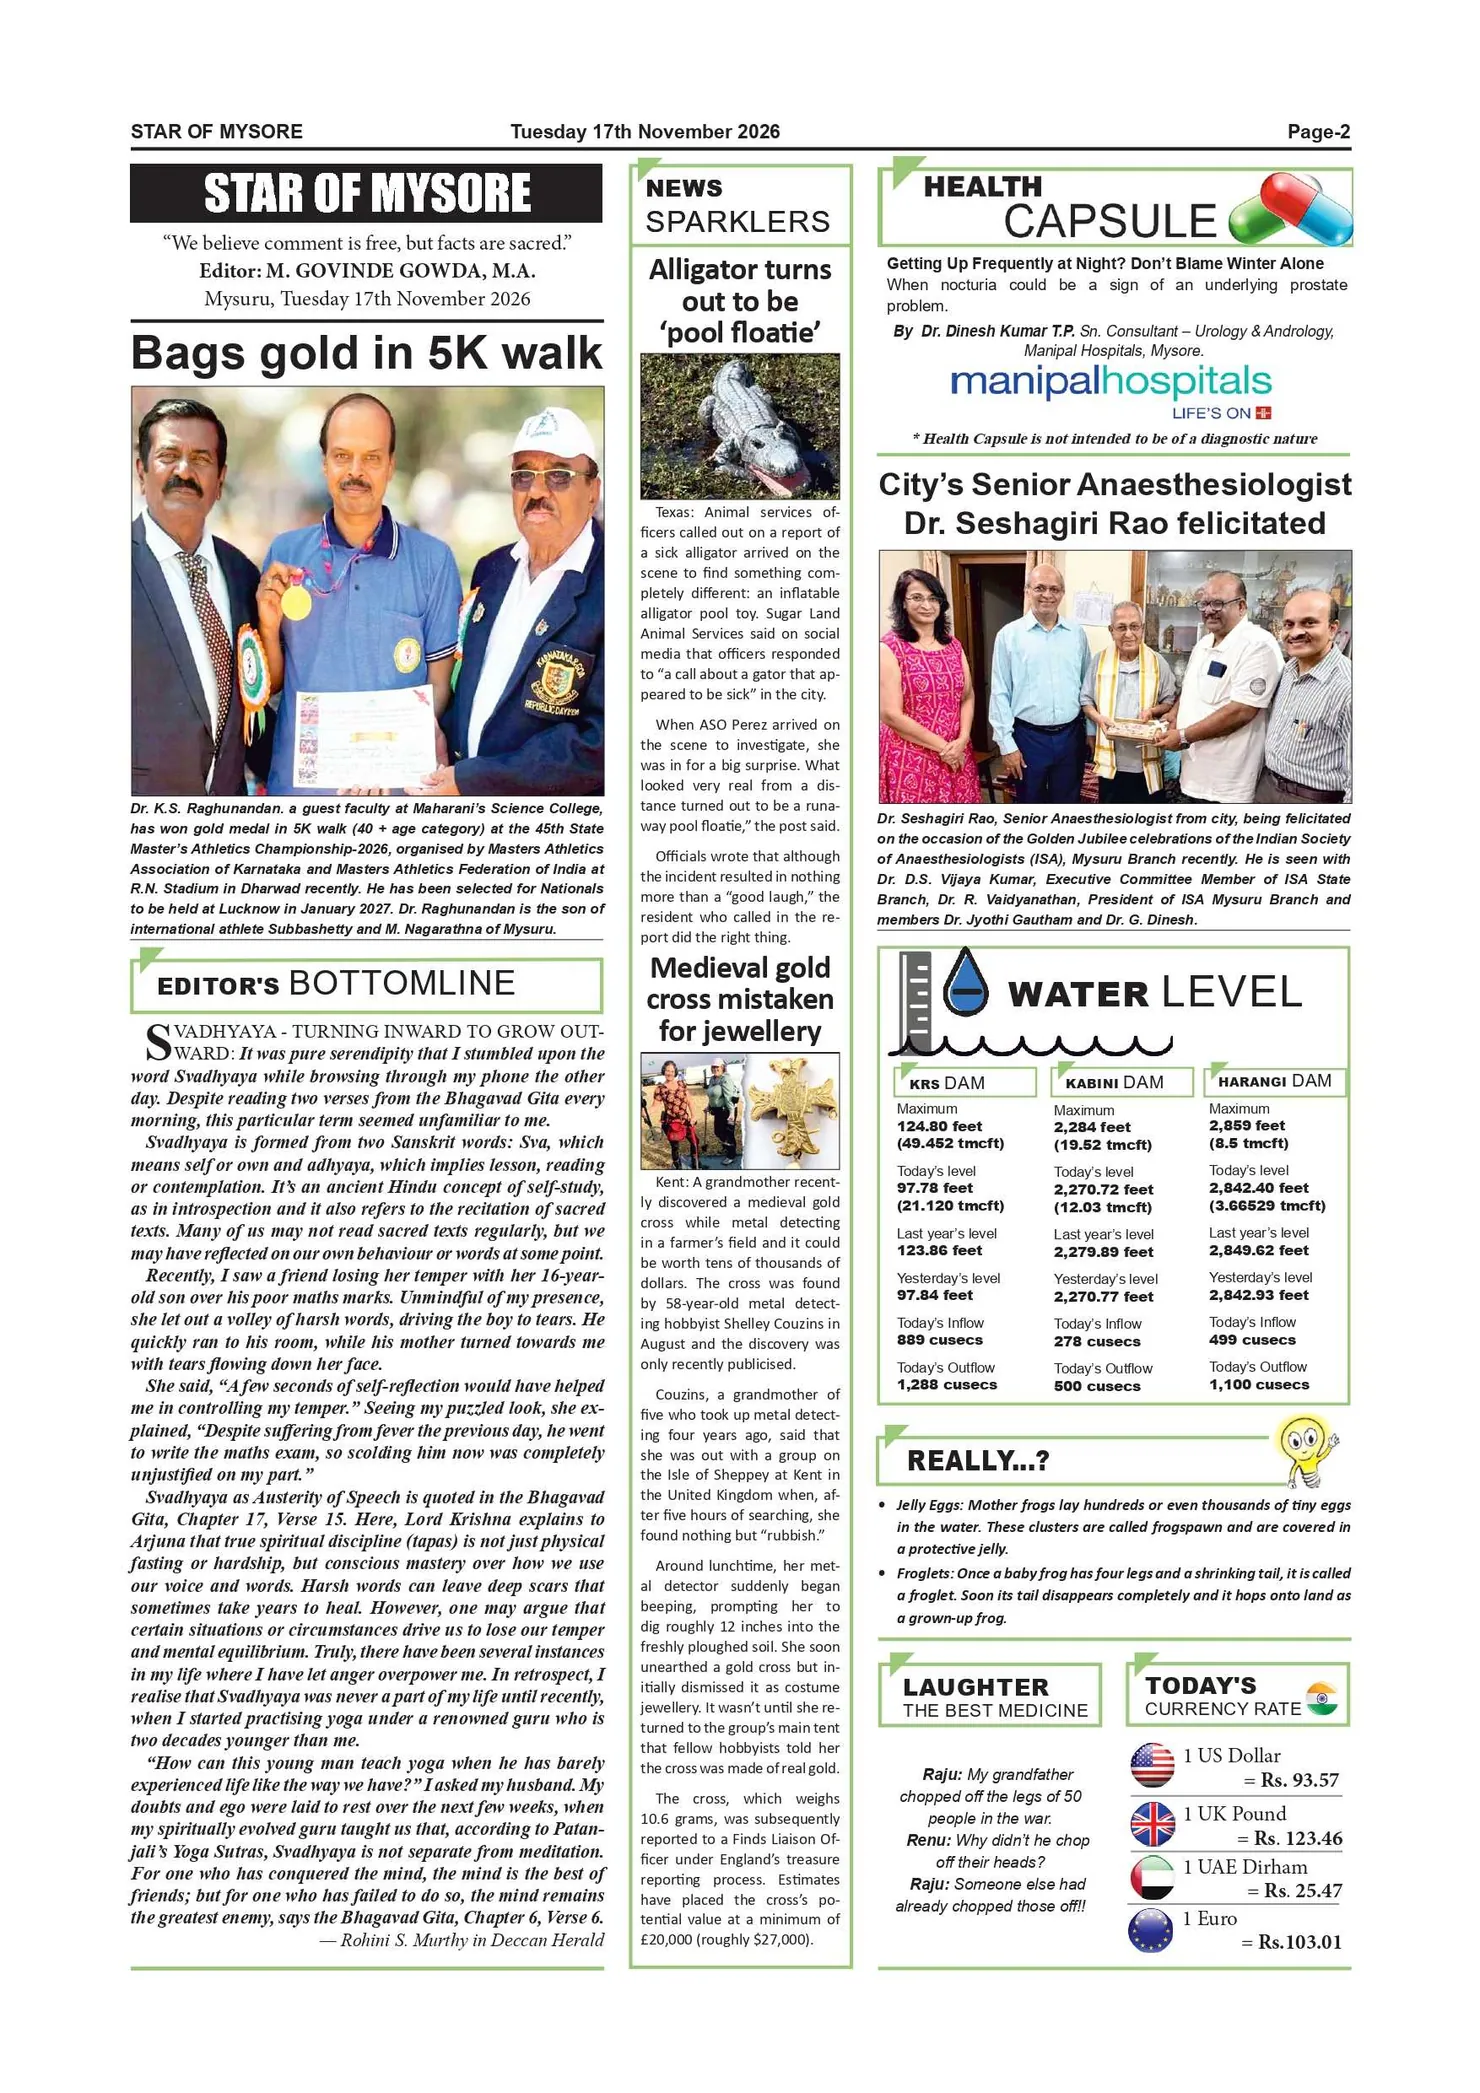 STAR OF MYSORE
Tuesday 17th November 2026
Page-2
STAR OF MYSORE
“We believe comment is free, but facts are sacred.”
Editor: M. GOVINDE GOWDA, M.A.
Mysuru, Tuesday 17th November 2026
Bags gold in 5K walk
KARNATAKA-GOA
REPUBLIC DAY
Dr. K.S. Raghunandan. a guest faculty at Maharani’s Science College,
has won gold medal in 5K walk (40 + age category) at the 45th State
Master’s Athletics Championship-2026, organised by Masters Athletics
Association of Karnataka and Masters Athletics Federation of India at
R.N. Stadium in Dharwad recently. He has been selected for Nationals
to be held at Lucknow in January 2027. Dr. Raghunandan is the son of
international athlete Subbashetty and M. Nagarathna of Mysuru.
EDITOR'S BOTTOMLINE
SVADHYAYA - TURNING INWARD TO GROW OUT-
WARD: It was pure serendipity that I stumbled upon the
word Svadhyaya while browsing through my phone the other
day. Despite reading two verses from the Bhagavad Gita every
morning, this particular term seemed unfamiliar to me.
Svadhyaya is formed from two Sanskrit words: Sva, which
means self or own and adhyaya, which implies lesson, reading
or contemplation. It’s an ancient Hindu concept of self-study,
as in introspection and it also refers to the recitation of sacred
texts. Many of us may not read sacred texts regularly, but we
may have reflected on our own behaviour or words at some point.
Recently, I saw a friend losing her temper with her 16-year-
old son over his poor maths marks. Unmindful of my presence,
she let out a volley of harsh words, driving the boy to tears. He
quickly ran to his room, while his mother turned towards me
with tears flowing down her face.
She said, “A few seconds of self-reflection would have helped
me in controlling my temper.” Seeing my puzzled look, she ex-
plained, “Despite suffering from fever the previous day, he went
to write the maths exam, so scolding him now was completely
unjustified on my part.”
Svadhyaya as Austerity of Speech is quoted in the Bhagavad
Gita, Chapter 17, Verse 15. Here, Lord Krishna explains to
Arjuna that true spiritual discipline (tapas) is not just physical
fasting or hardship, but conscious mastery over how we use
our voice and words. Harsh words can leave deep scars that
sometimes take years to heal. However, one may argue that
certain situations or circumstances drive us to lose our temper
and mental equilibrium. Truly, there have been several instances
in my life where I have let anger overpower me. In retrospect, I
realise that Svadhyaya was never a part of my life until recently,
when I started practising yoga under a renowned guru who is
two decades younger than me.
“How can this young man teach yoga when he has barely
experienced life like the way we have?” I asked my husband. My
doubts and ego were laid to rest over the next few weeks, when
my spiritually evolved guru taught us that, according to Patan-
jali’s Yoga Sutras, Svadhyaya is not separate from meditation.
For one who has conquered the mind, the mind is the best of
friends; but for one who has failed to do so, the mind remains
the greatest enemy, says the Bhagavad Gita, Chapter 6, Verse 6.
— Rohini S. Murthy in Deccan Herald
NEWS
SPARKLERS
Alligator turns
out to be
‘pool floatie’
Texas: Animal services of-
ficers called out on a report of
a sick alligator arrived on the
scene to find something com-
pletely different: an inflatable
alligator pool toy. Sugar Land
Animal Services said on social
media that officers responded
to “a call about a gator that ap-
peared to be sick” in the city.
When ASO Perez arrived on
the scene to investigate, she
was in for a big surprise. What
looked very real from a dis-
tance turned out to be a runa-
way pool floatie,” the post said.
Officials wrote that although
the incident resulted in nothing
more than a “good laugh,” the
resident who called in the re-
port did the right thing.
Medieval gold
cross mistaken
for jewellery
Kent: A grandmother recent-
ly discovered a medieval gold
cross while metal detecting
in a farmer’s field and it could
be worth tens of thousands of
dollars. The cross was found
by 58-year-old metal detect-
ing hobbyist Shelley Couzins in
August and the discovery was
only recently publicised.
Couzins, a grandmother of
five who took up metal detect-
ing four years ago, said that
she was out with a group on
the Isle of Sheppey at Kent in
the United Kingdom when, af-
ter five hours of searching, she
found nothing but “rubbish.”
Around lunchtime, her met-
al detector suddenly began
beeping, prompting her to
dig roughly 12 inches into the
freshly ploughed soil. She soon
unearthed a gold cross but in-
itially dismissed it as costume
jewellery. It wasn’t until she re-
turned to the group’s main tent
that fellow hobbyists told her
the cross was made of real gold.
The cross, which weighs
10.6 grams, was subsequently
reported to a Finds Liaison Of-
ficer under England’s treasure
reporting process. Estimates
have placed the cross’s po-
tential value at a minimum of
£20,000 (roughly $27,000).
HEALTH
CAPSULE
Getting Up Frequently at Night? Don’t Blame Winter Alone
When nocturia could be a sign of an underlying prostate
problem.
By Dr. Dinesh Kumar T.P. Sn. Consultant – Urology & Andrology,
Manipal Hospitals, Mysore.
manipalhospitals
LIFE’S ON
* Health Capsule is not intended to be of a diagnostic nature
City’s Senior Anaesthesiologist
Dr. Seshagiri Rao felicitated
Dr. Seshagiri Rao, Senior Anaesthesiologist from city, being felicitated
on the occasion of the Golden Jubilee celebrations of the Indian Society
of Anaesthesiologists (ISA), Mysuru Branch recently. He is seen with
Dr. D.S. Vijaya Kumar, Executive Committee Member of ISA State
Branch, Dr. R. Vaidyanathan, President of ISA Mysuru Branch and
members Dr. Jyothi Gautham and Dr. G. Dinesh.
WATER LEVEL
KRS DAM
Maximum
124.80 feet
(49.452 tmcft)
Today’s level
97.78 feet
(21.120 tmcft)
Last year’s level
123.86 feet
Yesterday’s level
97.84 feet
Today’s Inflow
889 cusecs
Today’s Outflow
1,288 cusecs
KABINI DAM
Maximum
2,284 feet
(19.52 tmcft)
Today’s level
2,270.72 feet
(12.03 tmcft)
Last year’s level
2,279.89 feet
Yesterday’s level
2,270.77 feet
Today’s Inflow
278 cusecs
Today’s Outflow
500 cusecs
HARANGI DAM
Maximum
2,859 feet
(8.5 tmcft)
Today’s level
2,842.40 feet
(3.66529 tmcft)
Last year’s level
2,849.62 feet
Yesterday’s level
2,842.93 feet
Today’s Inflow
499 cusecs
Today’s Outflow
1,100 cusecs
REALLY...?
• Jelly Eggs: Mother frogs lay hundreds or even thousands of tiny eggs
in the water. These clusters are called frogspawn and are covered in
a protective jelly.
• Froglets: Once a baby frog has four legs and a shrinking tail, it is called
a froglet. Soon its tail disappears completely and it hops onto land as
a grown-up frog.
LAUGHTER
THE BEST MEDICINE
Raju: My grandfather
chopped off the legs of 50
people in the war.
Renu: Why didn’t he chop
off their heads?
Raju: Someone else had
already chopped those off!!
TODAY'S
CURRENCY RATE
1 US Dollar
= Rs. 93.57
1 UK Pound
= Rs. 123.46
1 UAE Dirham
= Rs. 25.47
1 Euro
= Rs.103.01